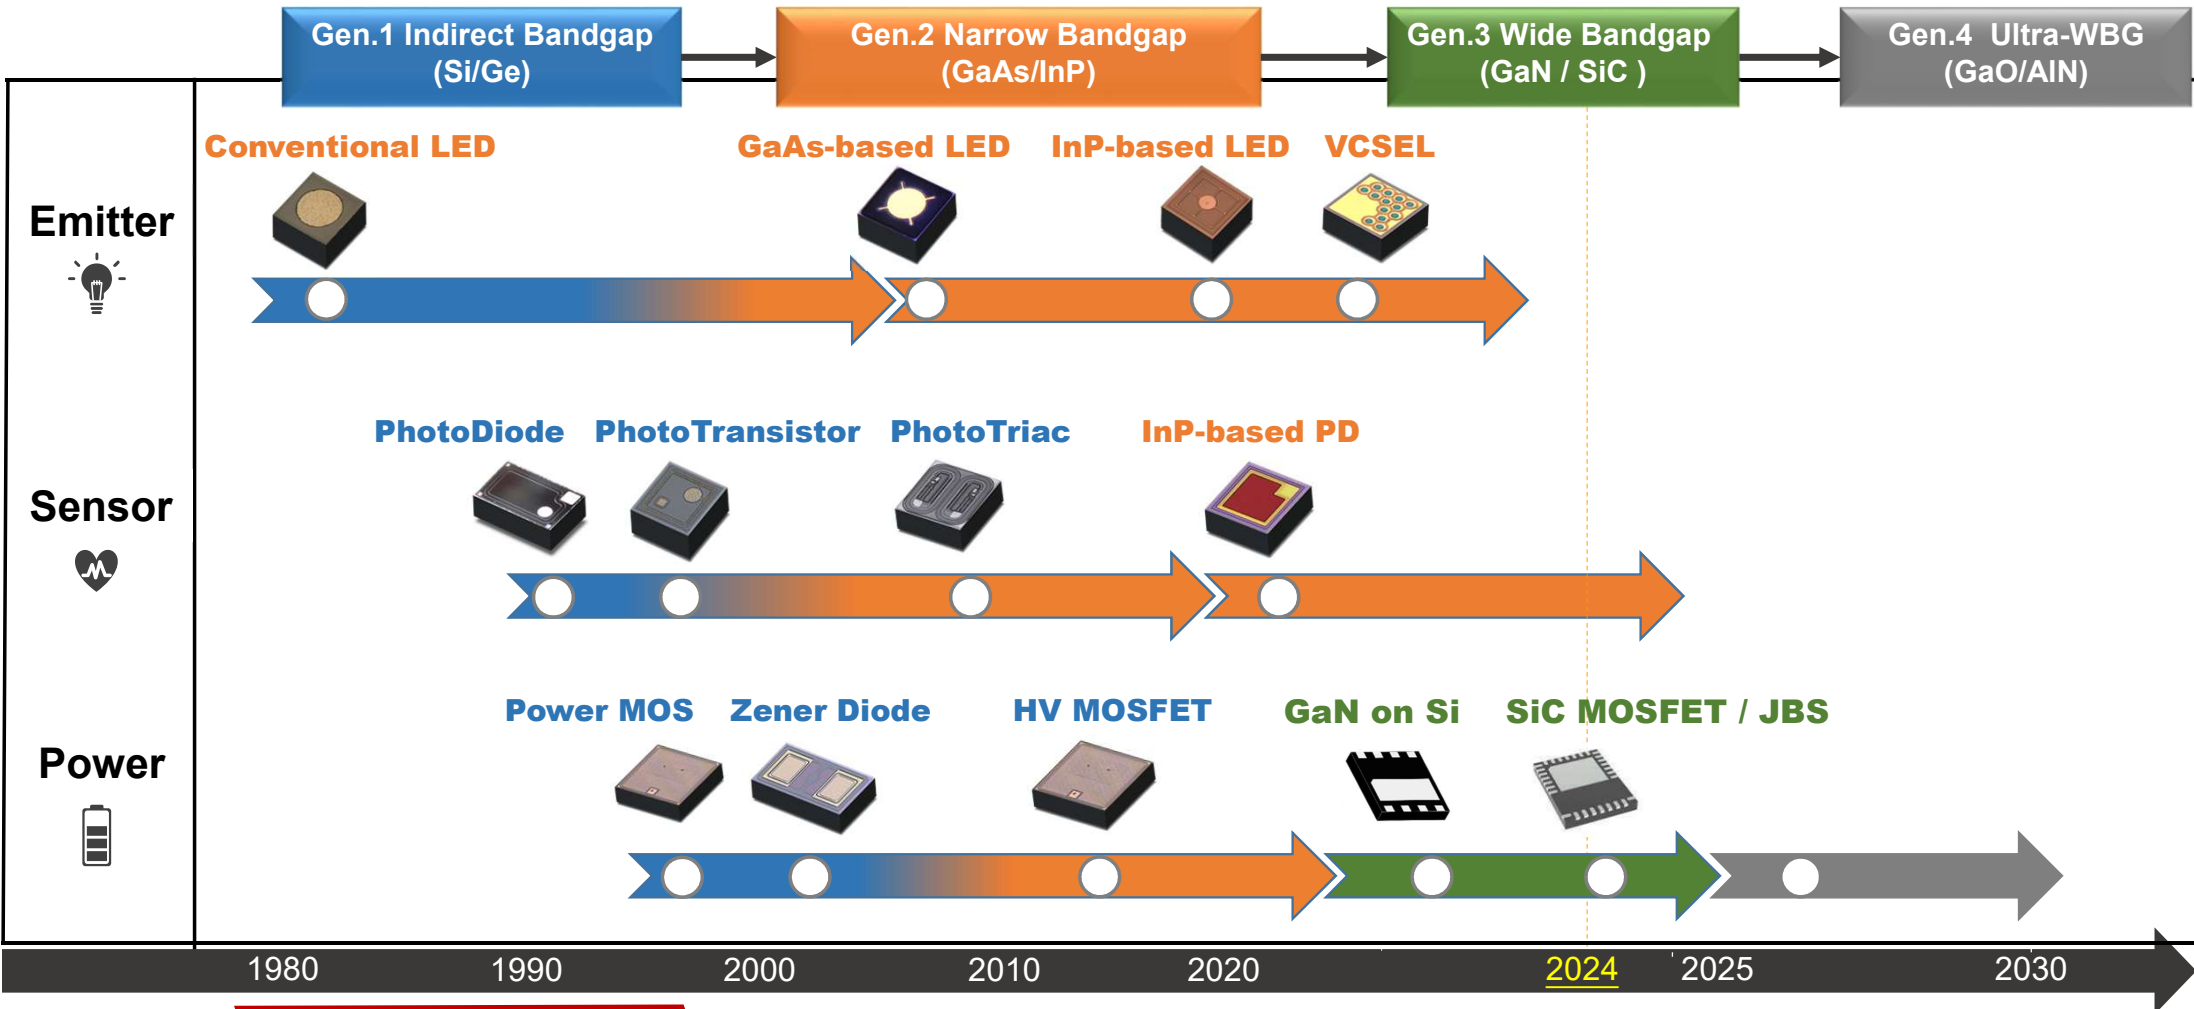 Gen.1 Indirect Bandgap
(Si/Ge)
Gen.2 Narrow Bandgap
(GaAs/InP)
Gen.3 Wide Bandgap
(GaN / SiC )
Gen.4 Ultra-WBG
(GaO/AlN)
Emitter
Conventional LED
GaAs-based LED
InP-based LED
VCSEL
Sensor
PhotoDiode
PhotoTransistor
PhotoTriac
InP-based PD
Power
Power MOS
Zener Diode
HV MOSFET
GaN on Si
SiC MOSFET / JBS
1980
1990
2000
2010
2020
2024
2025
2030